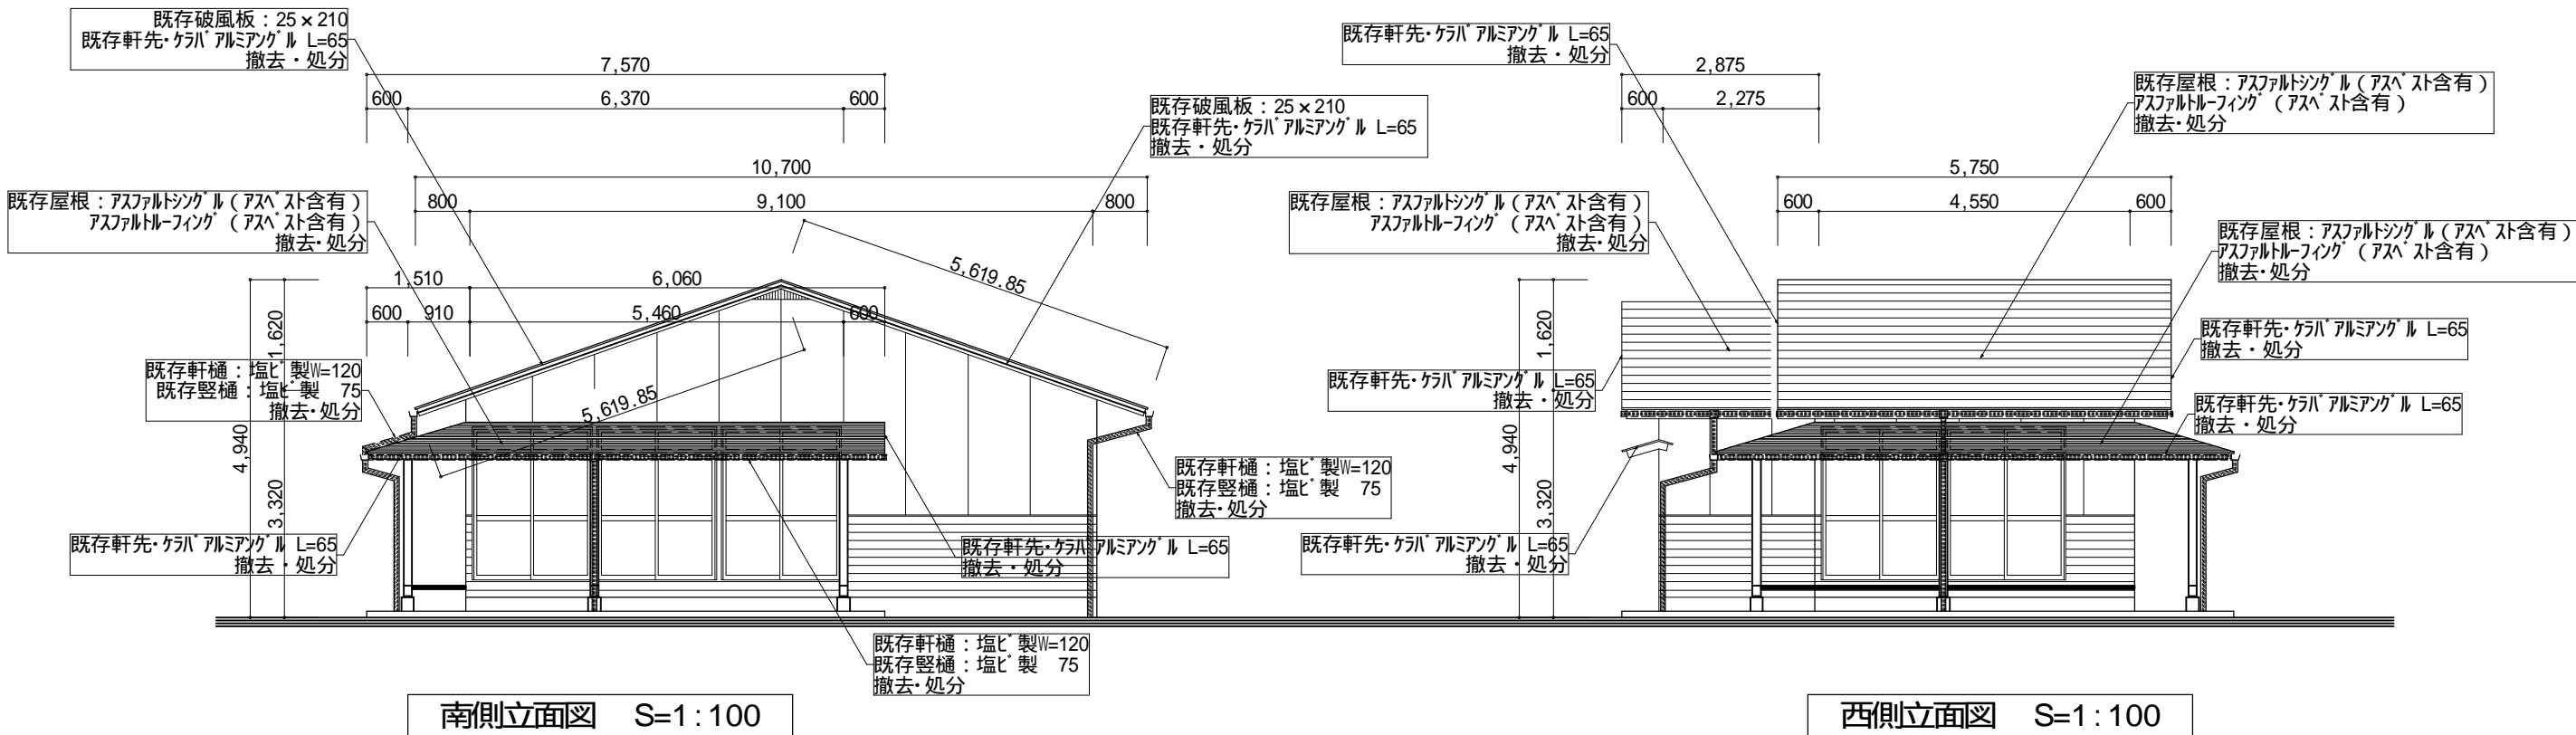 既存破風板：25×210
既存軒先・ケラバアルミアングル L=65
撤去・処分
7,570
600
6,370
600
既存破風板：25×210
既存軒先・ケラバアルミアングル L=65
撤去・処分
10,700
800
9,100
800
既存屋根：アスファルトシングル（アスベスト含有）
アスファルトルーフィング（アスベスト含有）
撤去・処分
5,619.85
1,510
6,060
600
910
5,460
600
1,620
4,940
3,320
5,619.85
既存軒樋：塩ビ製W=120
既存竪樋：塩ビ製　75
撤去・処分
既存軒樋：塩ビ製W=120
既存竪樋：塩ビ製　75
撤去・処分
既存軒先・ケラバアルミアングル L=65
撤去・処分
既存軒先・ケラバアルミアングル L=65
撤去・処分
既存軒樋：塩ビ製W=120
既存竪樋：塩ビ製　75
撤去・処分
南側立面図　S=1:100
既存軒先・ケラバアルミアングル L=65
撤去・処分
2,875
600
2,275
既存屋根：アスファルトシングル（アスベスト含有）
アスファルトルーフィング（アスベスト含有）
撤去・処分
5,750
600
4,550
600
既存屋根：アスファルトシングル（アスベスト含有）
アスファルトルーフィング（アスベスト含有）
撤去・処分
既存屋根：アスファルトシングル（アスベスト含有）
アスファルトルーフィング（アスベスト含有）
撤去・処分
1,620
4,940
3,320
既存軒先・ケラバアルミアングル L=65
撤去・処分
既存軒先・ケラバアルミアングル L=65
撤去・処分
既存軒先・ケラバアルミアングル L=65
撤去・処分
既存軒先・ケラバアルミアングル L=65
撤去・処分
西側立面図　S=1:100